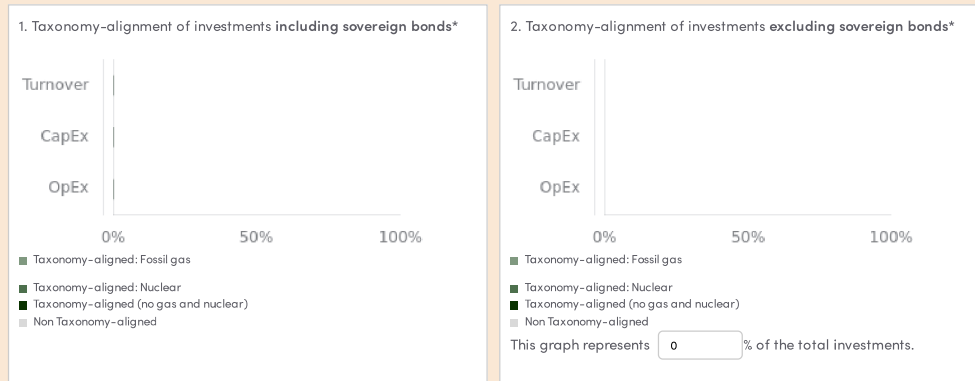 1. Taxonomy-alignment of investments including sovereign bonds*
Turnover
CapEx
OpEx
0% 50% 100%
Taxonomy-aligned: Fossil gas
Taxonomy-aligned: Nuclear
Taxonomy-aligned (no gas and nuclear)
Non Taxonomy-aligned
2. Taxonomy-alignment of investments excluding sovereign bonds*
Turnover
CapEx
OpEx
0% 50% 100%
Taxonomy-aligned: Fossil gas
Taxonomy-aligned: Nuclear
Taxonomy-aligned (no gas and nuclear)
Non Taxonomy-aligned
This graph represents 0 % of the total investments.